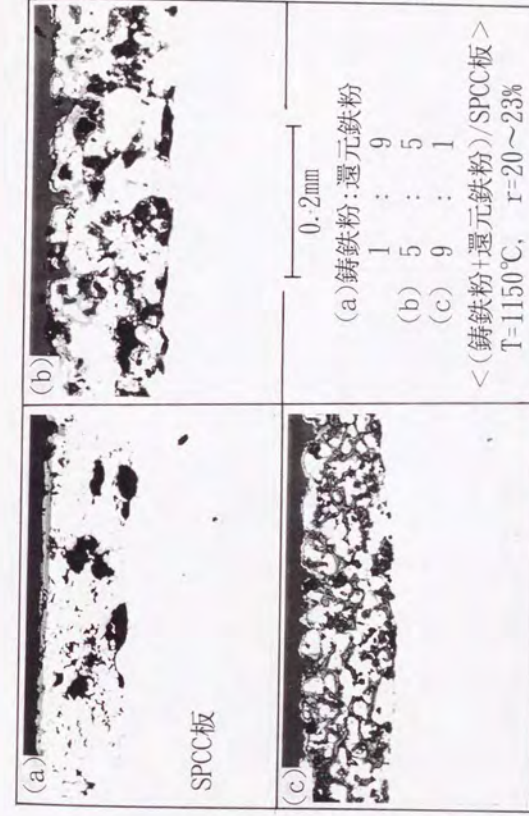 (a)
SPCC板
(b)
(c)
0.2mm
(a)鋳鉄粉:還元鉄粉
1 : 9
(b) 5 : 5
(c) 9 : 1
<(鋳鉄粉+還元鉄粉)/SPCC板>
T=1150℃, r=20～23%